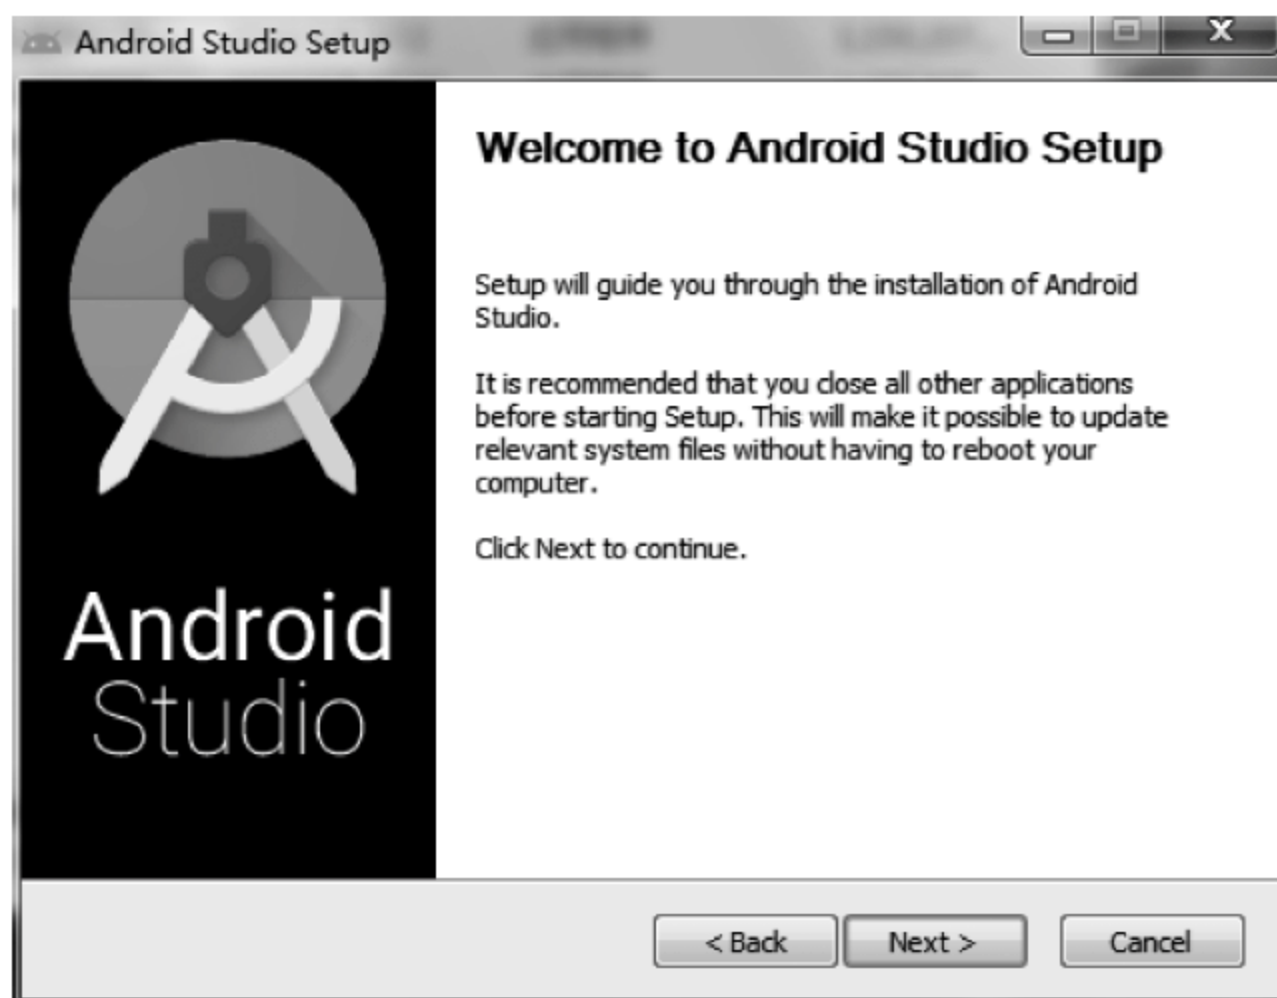 Android Studio Setup
Welcome to Android Studio Setup
Setup will guide you through the installation of Android
Studio.
It is recommended that you close all other applications
before starting Setup. This will make it possible to update
relevant system files without having to reboot your
computer.
Click Next to continue.
Android
Studio
< Back
Next >
Cancel